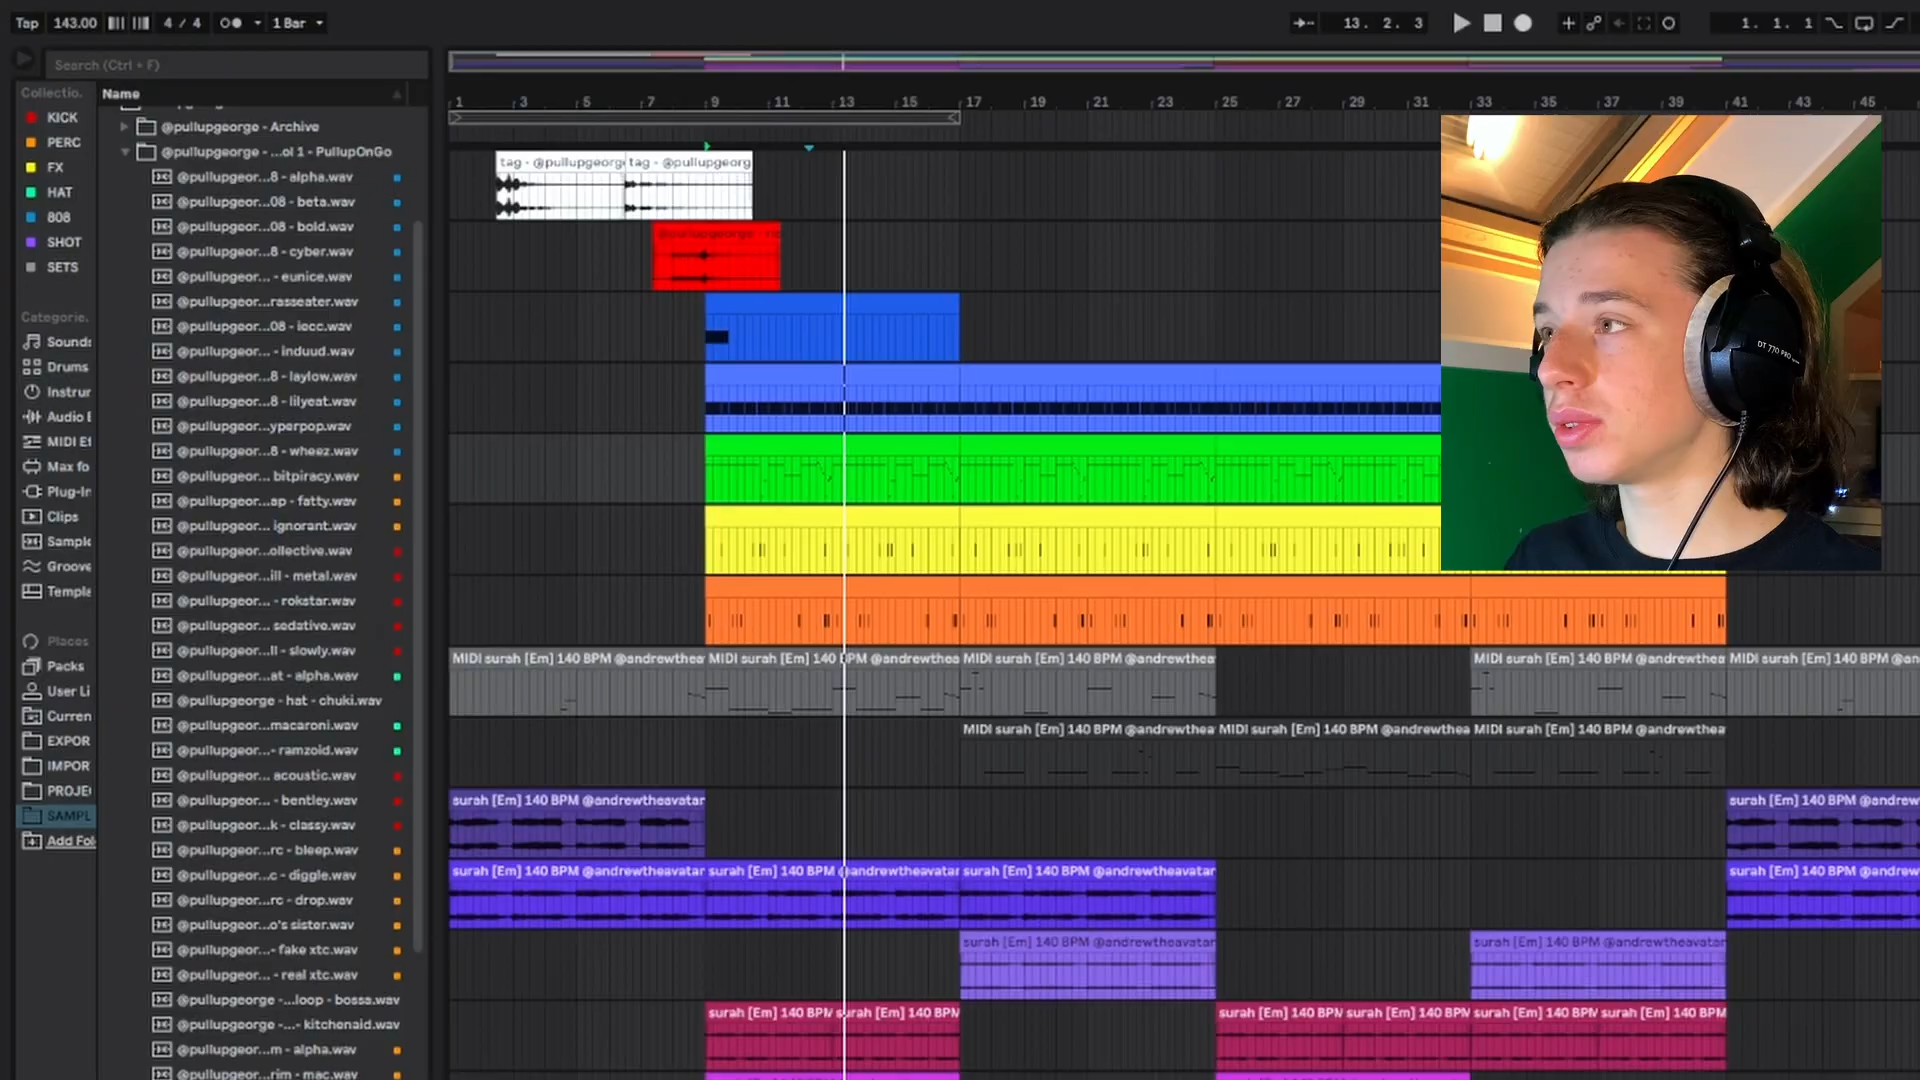 Tap 143.00 4 / 4 1 Bar
13. 2. 3
1. 1. 1
Search (Ctrl + F)
Collectio.
KICK
PERC
FX
HAT
808
SHOT
SETS
Categorie.
Sounds
Drums
Instrur
Audio E
MIDI Ef
Max fo
Plug-In
Clips
Sample
Groove
Templa
Places
Packs
User Li
Curren
EXPOR
IMPOR
PROJE
SAMPL
Add Fol
Name
@pullupgeorge - Archive
@pullupgeorge - ...ol 1 - PullupOnGo
@pullupgeor...8 - alpha.wav
@pullupgeor...08 - beta.wav
@pullupgeor...08 - bold.wav
@pullupgeor...8 - cyber.wav
@pullupgeor... - eunice.wav
@pullupgeor...rasseater.wav
@pullupgeor...08 - iecc.wav
@pullupgeor... - induud.wav
@pullupgeor...8 - laylow.wav
@pullupgeor...8 - lilyeat.wav
@pullupgeor...yperpop.wav
@pullupgeor...8 - wheez.wav
@pullupgeor... bitpiracy.wav
@pullupgeor...ap - fatty.wav
@pullupgeor... ignorant.wav
@pullupgeor...ollective.wav
@pullupgeor...ill - metal.wav
@pullupgeor... - rokstar.wav
@pullupgeor... sedative.wav
@pullupgeor...ll - slowly.wav
@pullupgeor...at - alpha.wav
@pullupgeorge - hat - chuki.wav
@pullupgeor...macaroni.wav
@pullupgeor...- ramzoid.wav
@pullupgeor... acoustic.wav
@pullupgeor... - bentley.wav
@pullupgeor...k - classy.wav
@pullupgeor...rc - bleep.wav
@pullupgeor...c - diggle.wav
@pullupgeor...rc - drop.wav
@pullupgeor...o's sister.wav
@pullupgeor...- fake xtc.wav
@pullupgeor... - real xtc.wav
@pullupgeorge -...loop - bossa.wav
@pullupgeorge -...- kitchenaid.wav
@pullupgeor...m - alpha.wav
@pullupgeor...rim - mac.wav
1 3 5 7 9 11 13 15 17 19 21 23 25 27 29 31 33 35 37 39 41 43 45
tag - @pullupgeorg tag - @pullupgeorg
@pullupgeorge - ric
MIDI surah [Em] 140 BPM @andrewthea MIDI surah [Em] 140 BPM @andrewthea MIDI surah [Em] 140 BPM @andrewthea MIDI surah [Em] 140 BPM @andrewthea MIDI surah [Em] 140 BPM @an
MIDI surah [Em] 140 BPM @andrewthea MIDI surah [Em] 140 BPM @andrewthea MIDI surah [Em] 140 BPM @andrewthea
surah [Em] 140 BPM @andrewtheavatar surah [Em] 140 BPM @andrew
surah [Em] 140 BPM @andrewtheavatar surah [Em] 140 BPM @andrewtheavatar surah [Em] 140 BPM @andrewtheavatar surah [Em] 140 BPM @andrew
surah [Em] 140 BPM @andrewtheavatar surah [Em] 140 BPM @andrewtheavatar
surah [Em] 140 BPM surah [Em] 140 BPM surah [Em] 140 BPM surah [Em] 140 BPM surah [Em] 140 BPM surah [Em] 140 BPM
DT 770 PRO